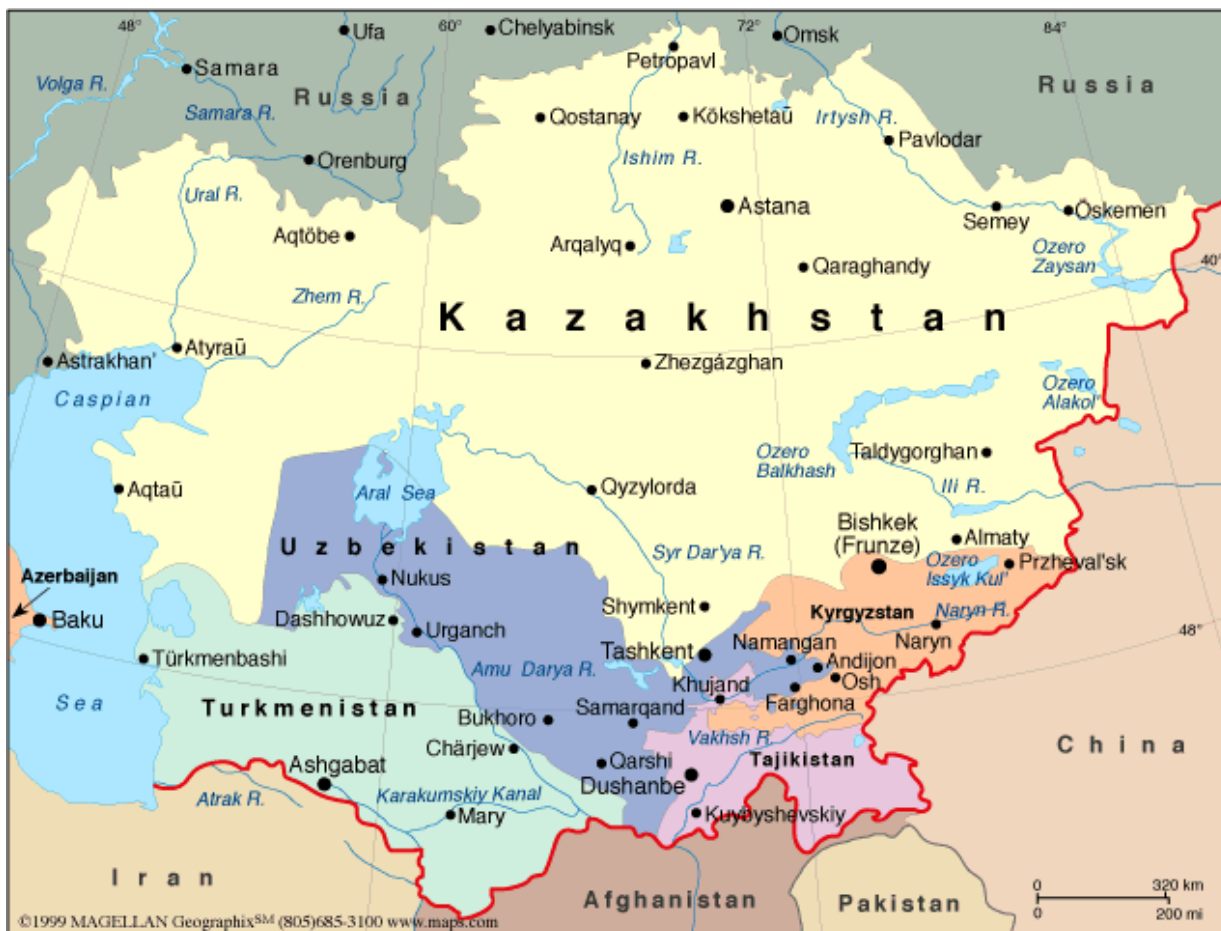 48°
60°
72°
84°
Ufa
Chelyabinsk
Omsk
Samara
Petropavl
Volga R.
Russia
Russia
Samara R.
Qostanay
Kökshetaū
Irtysh R.
Pavlodar
Orenburg
Ishim R.
Ural R.
Astana
Semey
Öskemen
Aqtöbe
Arqalyq
Qaraghandy
Ozero
Zaysan
40°
Zhem R.
Kazakhstan
Astrakhan'
Atyraū
Zhezgázghan
Caspian
Ozero
Alakol'
Ozero
Balkhash
Taldygorghan
Aqtaū
Aral Sea
Qyzylorda
Ili R.
Bishkek
(Frunze)
Almaty
Uzbekistan
Syr Dar'ya R.
Ozero
Issyk Kul'
Przheval'sk
Azerbaijan
Nukus
Baku
Dashhowuz
Urganch
Shymkent
Kyrgyzstan
Naryn R.
Naryn
48°
Türkmenbashi
Amu Darya R.
Tashkent
Namangan
Andijon
Osh
Sea
Turkmenistan
Khujand
Farghona
Bukhoro
Samarqand
Vakhsh R.
China
Chärjew
Qarshi
Tajikistan
Ashgabat
Dushanbe
Atrak R.
Karakumskiy Kanal
Mary
Kuybyshevskiy
Iran
Afghanistan
Pakistan
0
320 km
0
200 mi
©1999 MAGELLAN Geographix℠ (805)685-3100 www.maps.com